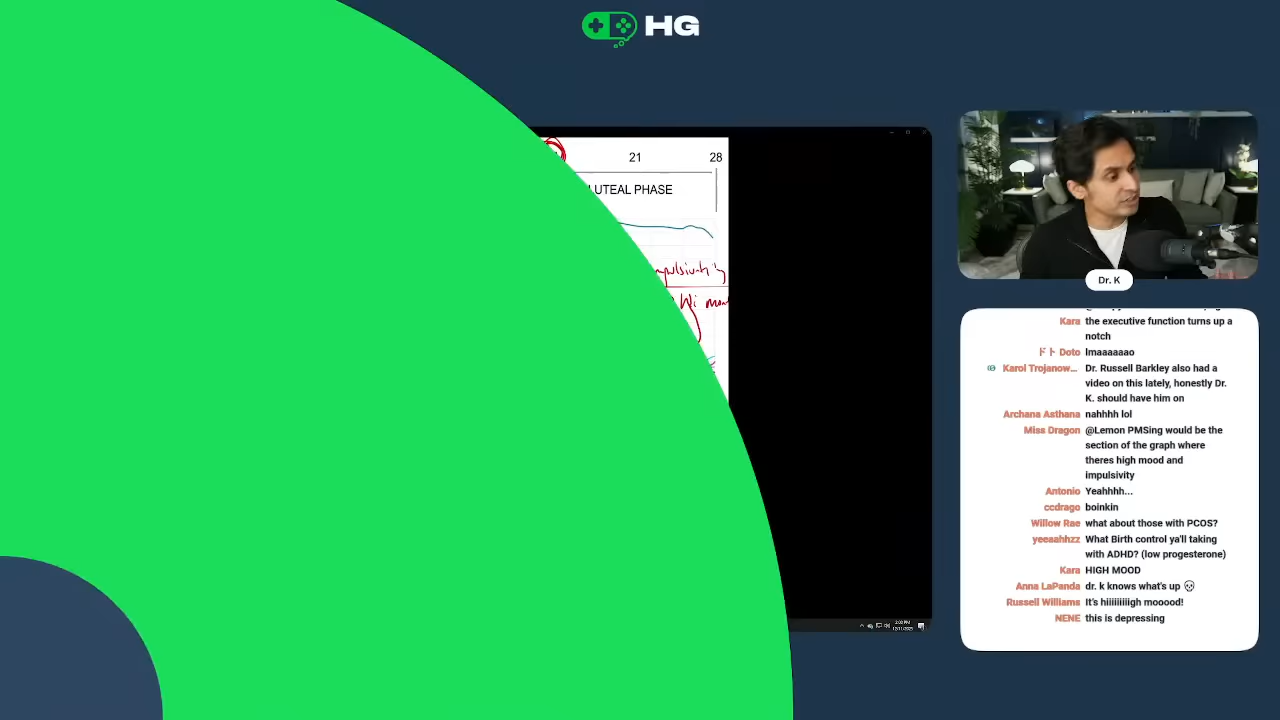 HG
21 28
LUTEAL PHASE
Dr. K
Kara the executive function turns up a
notch
ドト Doto lmaaaaaao
Karol Trojanow... Dr. Russell Barkley also had a
video on this lately, honestly Dr.
K. should have him on
Archana Asthana nahhhh lol
Miss Dragon @Lemon PMSing would be the
section of the graph where
theres high mood and
impulsivity
Antonio Yeahhhh...
ccdrago boinkin
Willow Rae what about those with PCOS?
yeeaahhzz What Birth control ya'll taking
with ADHD? (low progesterone)
Kara HIGH MOOD
Anna LaPanda dr. k knows what's up 💀
Russell Williams It's hiiiiiiiiigh mooood!
NENE this is depressing